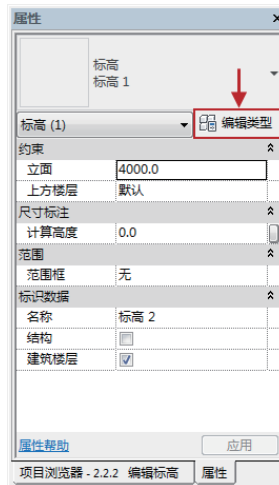 属性
标高
标高 1
标高 (1)
编辑类型
约束
立面 4000.0
上方楼层 默认
尺寸标注
计算高度 0.0
范围
范围框 无
标识数据
名称 标高 2
结构
建筑楼层
属性帮助 应用
项目浏览器 - 2.2.2 编辑标高 属性